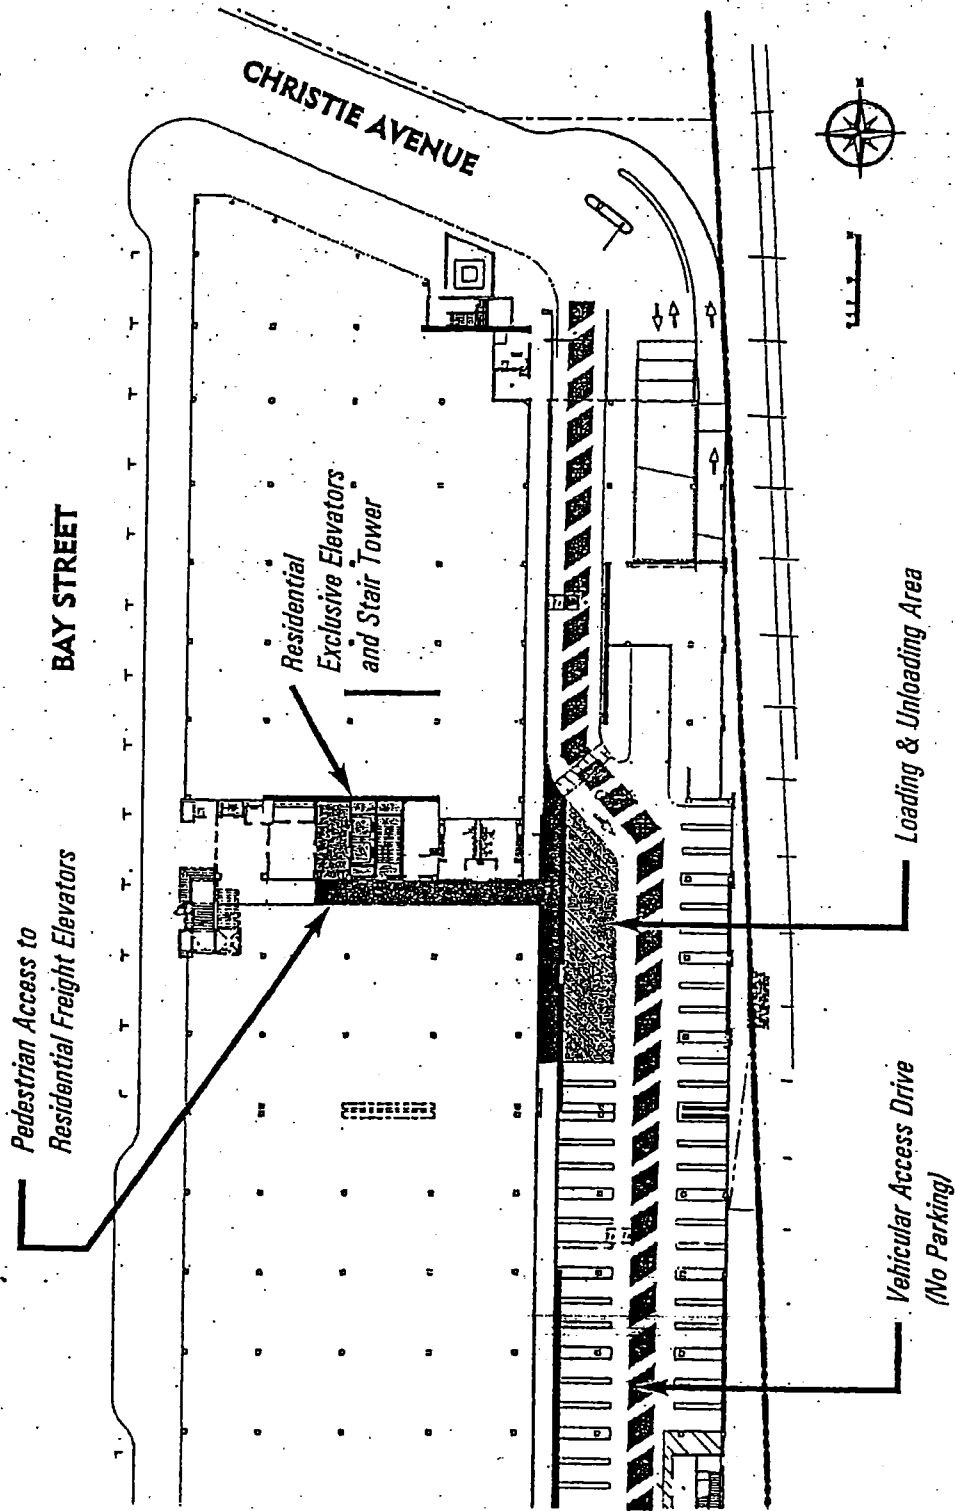 CHRISTIE AVENUE
BAY STREET
Residential
Exclusive Elevators
and Stair Tower
Pedestrian Access to
Residential Freight Elevators
Loading & Unloading Area
Vehicular Access Drive
(No Parking)